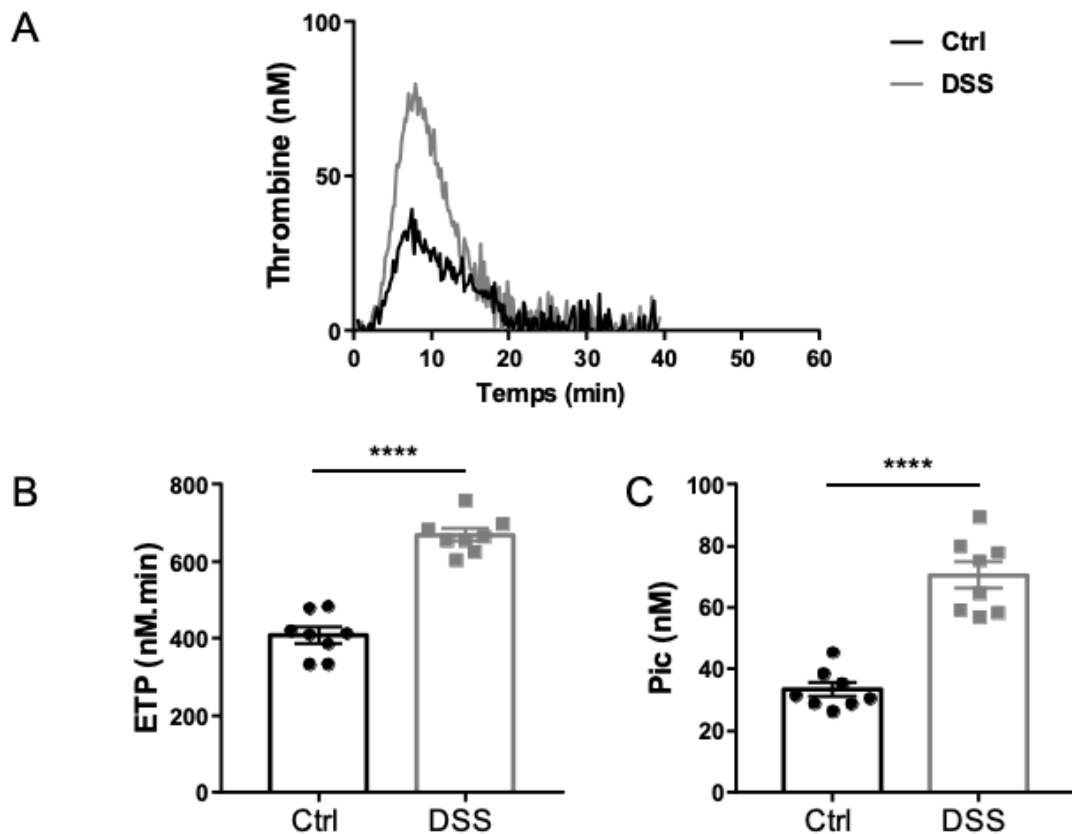 A
Ctrl
DSS
Thrombine (nM)
100
50
0
0 10 20 30 40 50 60
Temps (min)
B
****
ETP (nM.min)
800
600
400
200
0
Ctrl DSS
C
****
Pic (nM)
100
80
60
40
20
0
Ctrl DSS